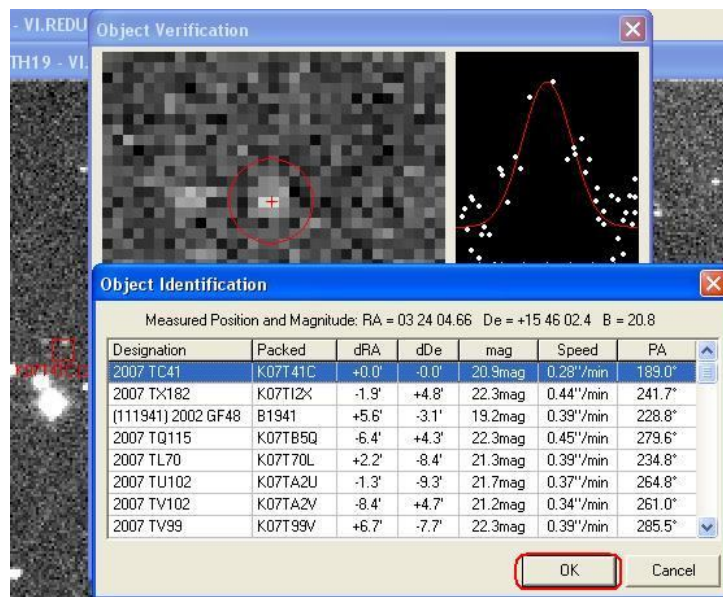 - VI.REDU
Object Verification
TH19 - VI.
Object Identification
Measured Position and Magnitude: RA = 03 24 04.66 De = +15 46 02.4 B = 20.8
Designation Packed dRA dDe mag Speed PA
2007 TC41 K07T41C +0.0' -0.0' 20.9mag 0.28"/min 189.0°
2007 TX182 K07TI2X -1.9' +4.8' 22.3mag 0.44"/min 241.7°
(111941) 2002 GF48 B1941 +5.6' -3.1' 19.2mag 0.39"/min 228.8°
2007 TQ115 K07TB5Q -6.4' +4.3' 22.3mag 0.45"/min 279.6°
2007 TL70 K07T70L +2.2' -8.4' 21.3mag 0.39"/min 234.8°
2007 TU102 K07TA2U -1.3' -9.3' 21.7mag 0.37"/min 264.8°
2007 TV102 K07TA2V -8.4' +4.7' 21.2mag 0.34"/min 261.0°
2007 TV99 K07T99V +6.7' -7.7' 22.3mag 0.39"/min 285.5°
OK Cancel